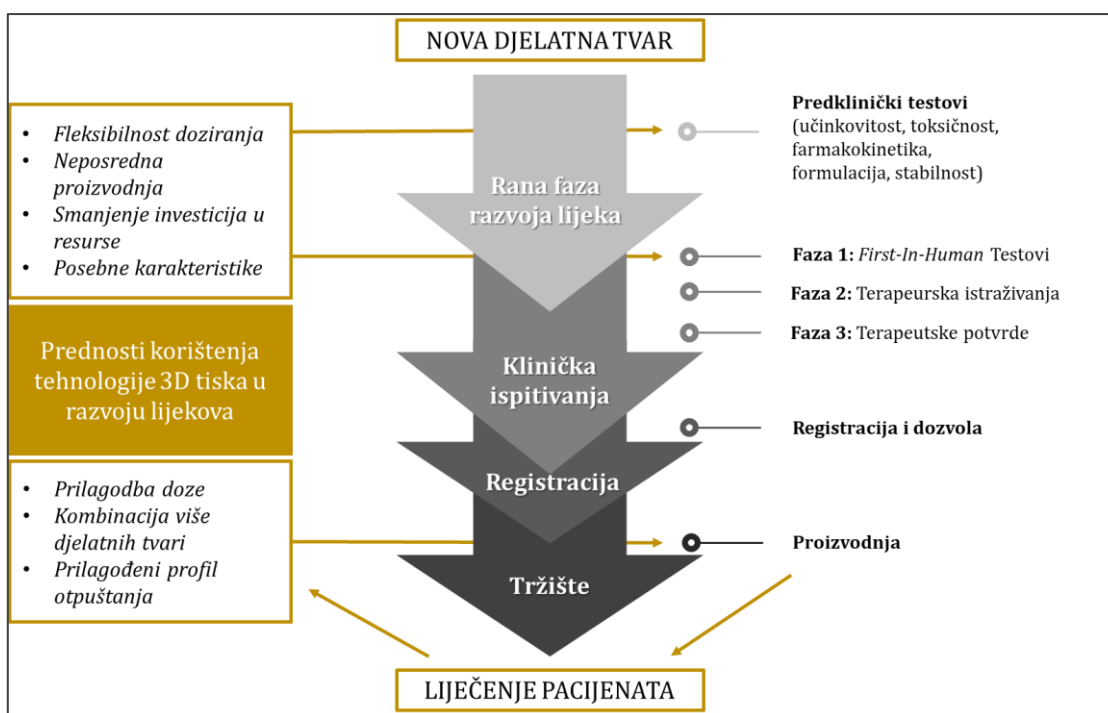 NOVA DJELATNA TVAR
• Fleksibilnost doziranja
• Neposredna
proizvodnja
• Smanjenje investicija u
resurse
• Posebne karakteristike
Prednosti korištenja
tehnologije 3D tiska u
razvoju lijekova
• Prilagodba doze
• Kombinacija više
djelatnih tvari
• Prilagođeni profil
otpuštanja
Rana faza
razvoja lijeka
Klinička
ispitivanja
Registracija
Tržište
Predklinički testovi
(učinkovitost, toksičnost,
farmakokinetika,
formulacija, stabilnost)
Faza 1: First-In-Human Testovi
Faza 2: Terapeurska istraživanja
Faza 3: Terapeutske potvrde
Registracija i dozvola
Proizvodnja
LIJEČENJE PACIJENATA